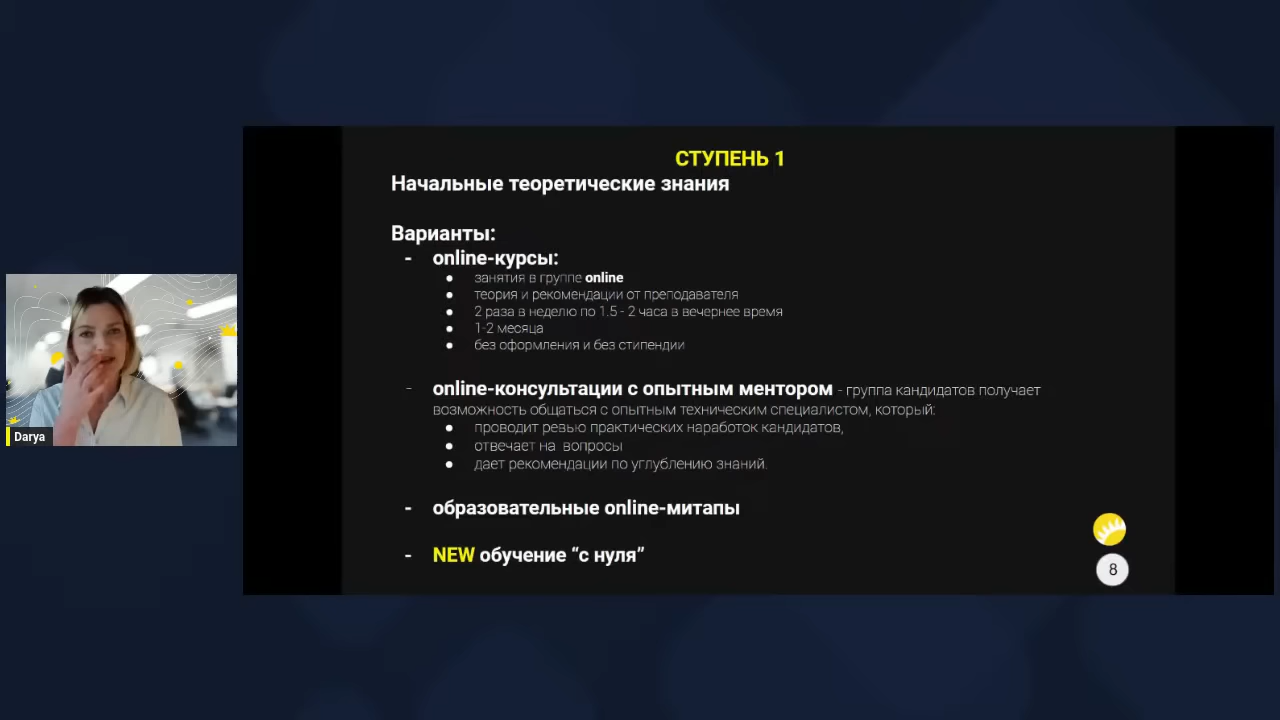 СТУПЕНЬ 1
Начальные теоретические знания
Варианты:
- online-курсы:
● занятия в группе online
● теория и рекомендации от преподавателя
● 2 раза в неделю по 1.5 - 2 часа в вечернее время
● 1-2 месяца
● без оформления и без стипендии
- online-консультации с опытным ментором - группа кандидатов получает
возможность общаться с опытным техническим специалистом, который:
● проводит ревью практических наработок кандидатов,
● отвечает на вопросы
● дает рекомендации по углублению знаний.
- образовательные online-митапы
- NEW обучение “с нуля”
8
Darya